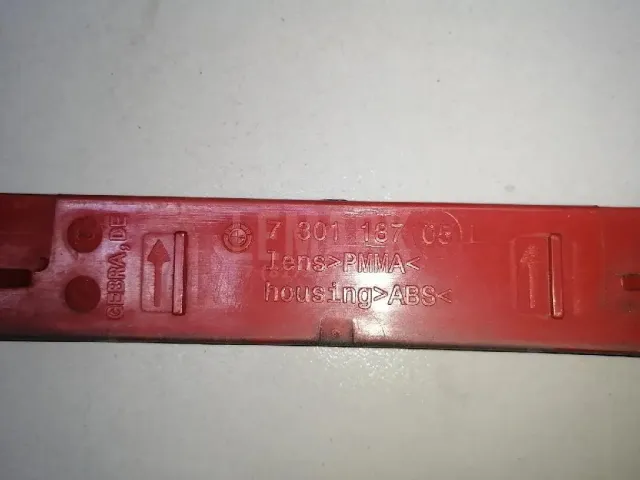 7 301 187 05 L
lens>PMMA<
housing>ABS<
GEBRA,DE